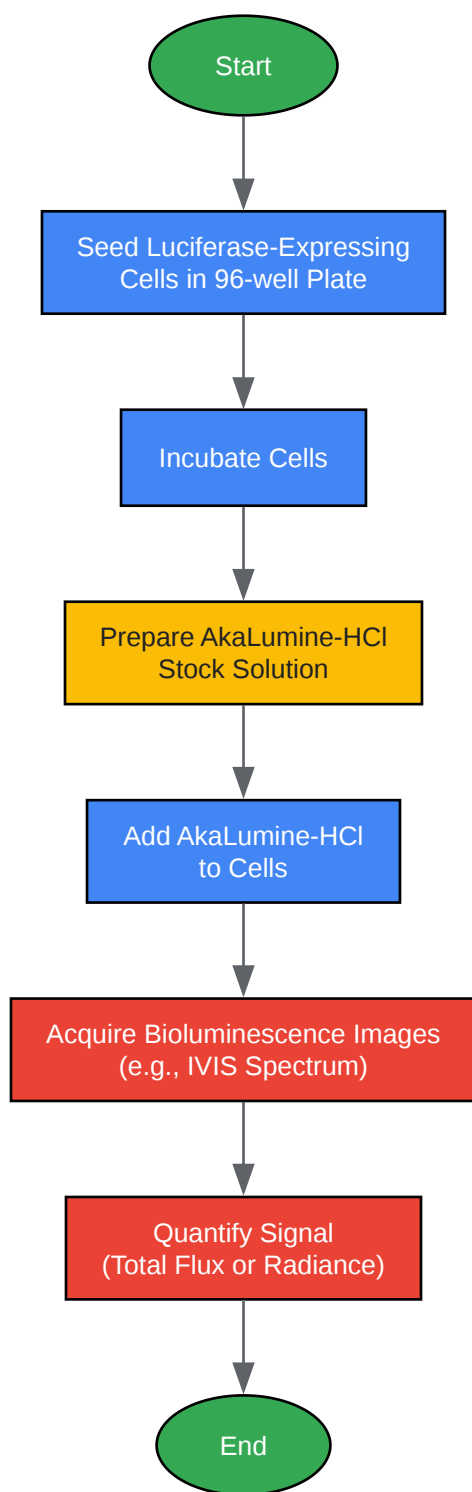 Start
Seed Luciferase-Expressing
Cells in 96-well Plate
Incubate Cells
Prepare AkaLumine-HCl
Stock Solution
Add AkaLumine-HCl
to Cells
Acquire Bioluminescence Images
(e.g., IVIS Spectrum)
Quantify Signal
(Total Flux or Radiance)
End